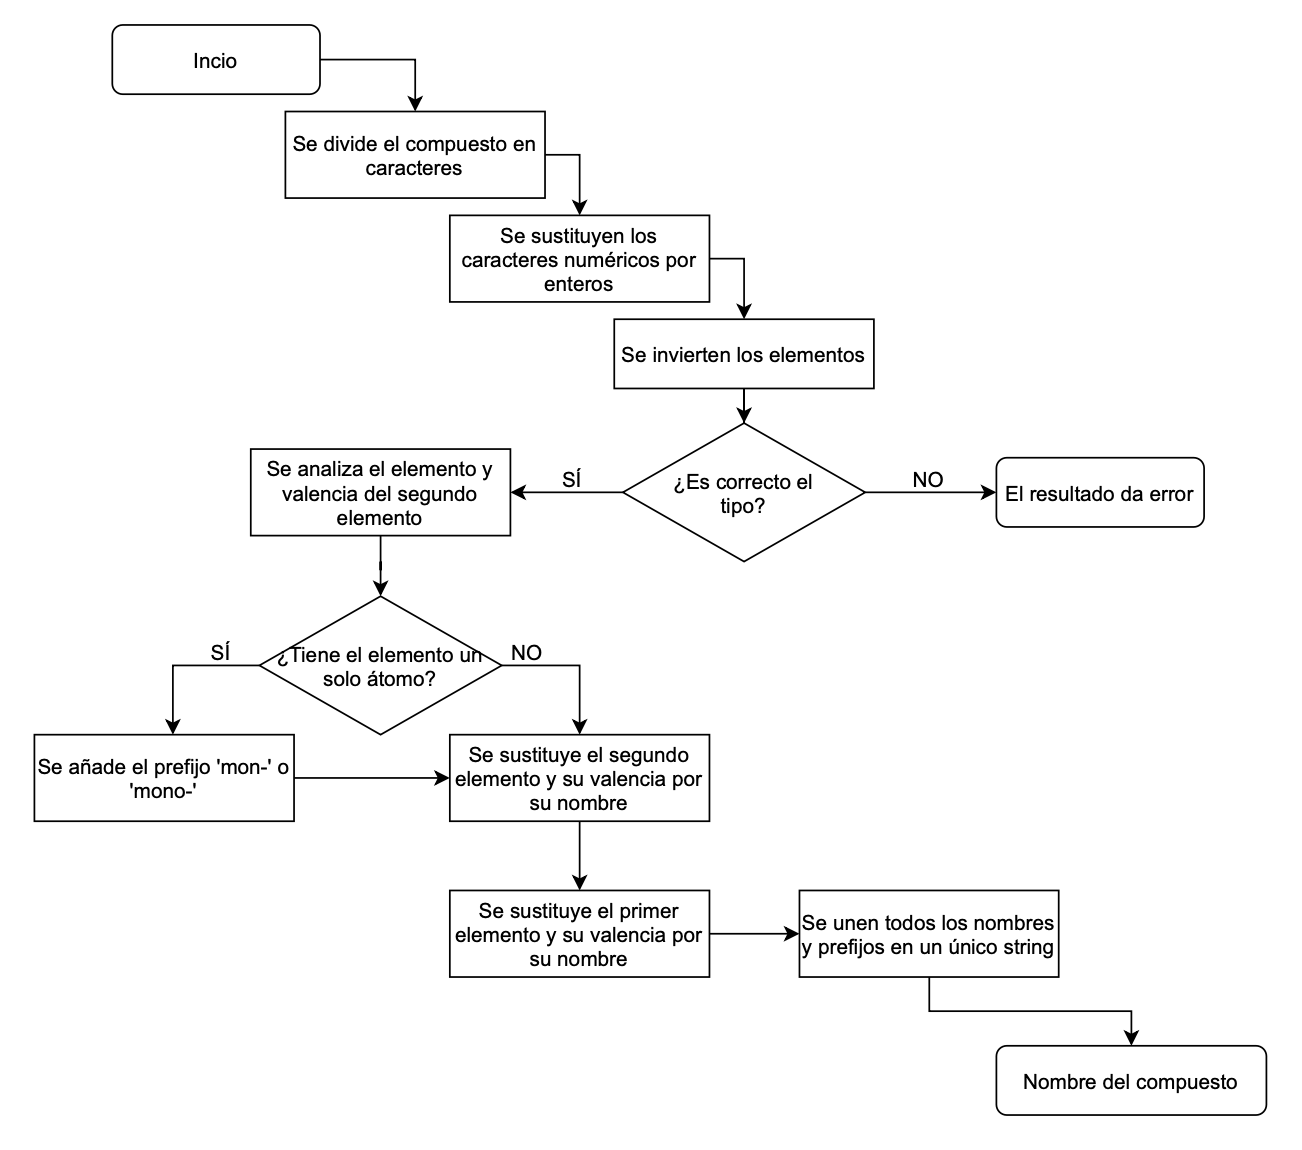 Incio
Se divide el compuesto en
caracteres
Se sustituyen los
caracteres numéricos por
enteros
Se invierten los elementos
¿Es correcto el
tipo?
SÍ
NO
Se analiza el elemento y
valencia del segundo
elemento
El resultado da error
¿Tiene el elemento un
solo átomo?
SÍ
NO
Se añade el prefijo 'mon-' o
'mono-'
Se sustituye el segundo
elemento y su valencia por
su nombre
Se sustituye el primer
elemento y su valencia por
su nombre
Se unen todos los nombres
y prefijos en un único string
Nombre del compuesto